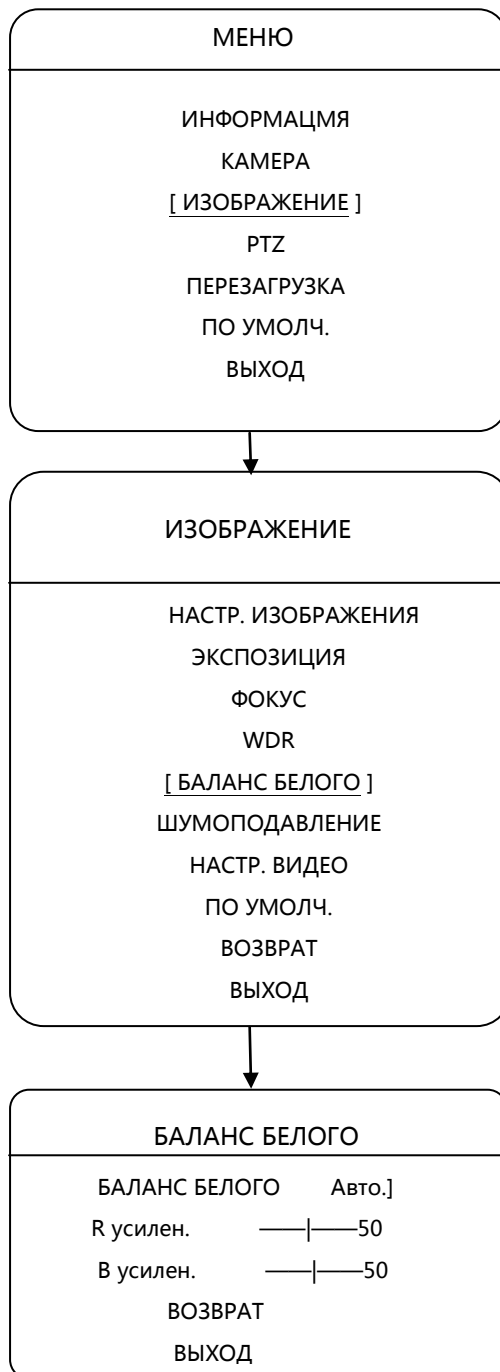 МЕНЮ
ИНФОРМАЦМЯ
КАМЕРА
[ ИЗОБРАЖЕНИЕ ]
PTZ
ПЕРЕЗАГРУЗКА
ПО УМОЛЧ.
ВЫХОД
ИЗОБРАЖЕНИЕ
НАСТР. ИЗОБРАЖЕНИЯ
ЭКСПОЗИЦИЯ
ФОКУС
WDR
[ БАЛАНС БЕЛОГО ]
ШУМОПОДАВЛЕНИЕ
НАСТР. ВИДЕО
ПО УМОЛЧ.
ВОЗВРАТ
ВЫХОД
БАЛАНС БЕЛОГО
БАЛАНС БЕЛОГО Авто.]
R усилен. ——|——50
B усилен. ——|——50
ВОЗВРАТ
ВЫХОД